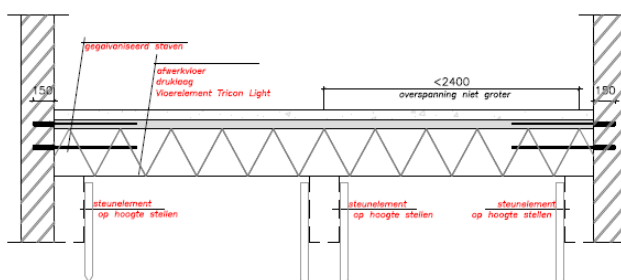 gegalvaniseerd staven
afwerkvloer
druklaag
Vloerelement Tricon Light
150
<2400
overspanning niet groter
150
steunelement
op hoogte stellen
steunelement
op hoogte stellen
steunelement
op hoogte stellen